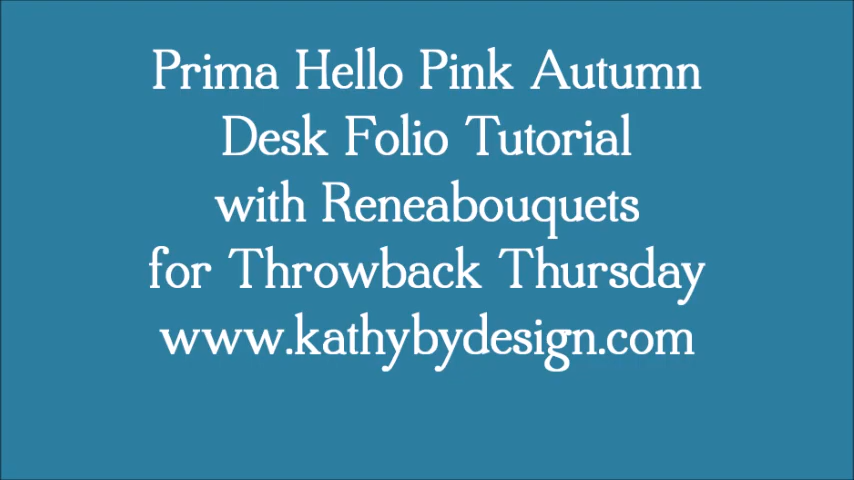 Prima Hello Pink Autumn
Desk Folio Tutorial
with Reneabouquets
for Throwback Thursday
www.kathybydesign.com